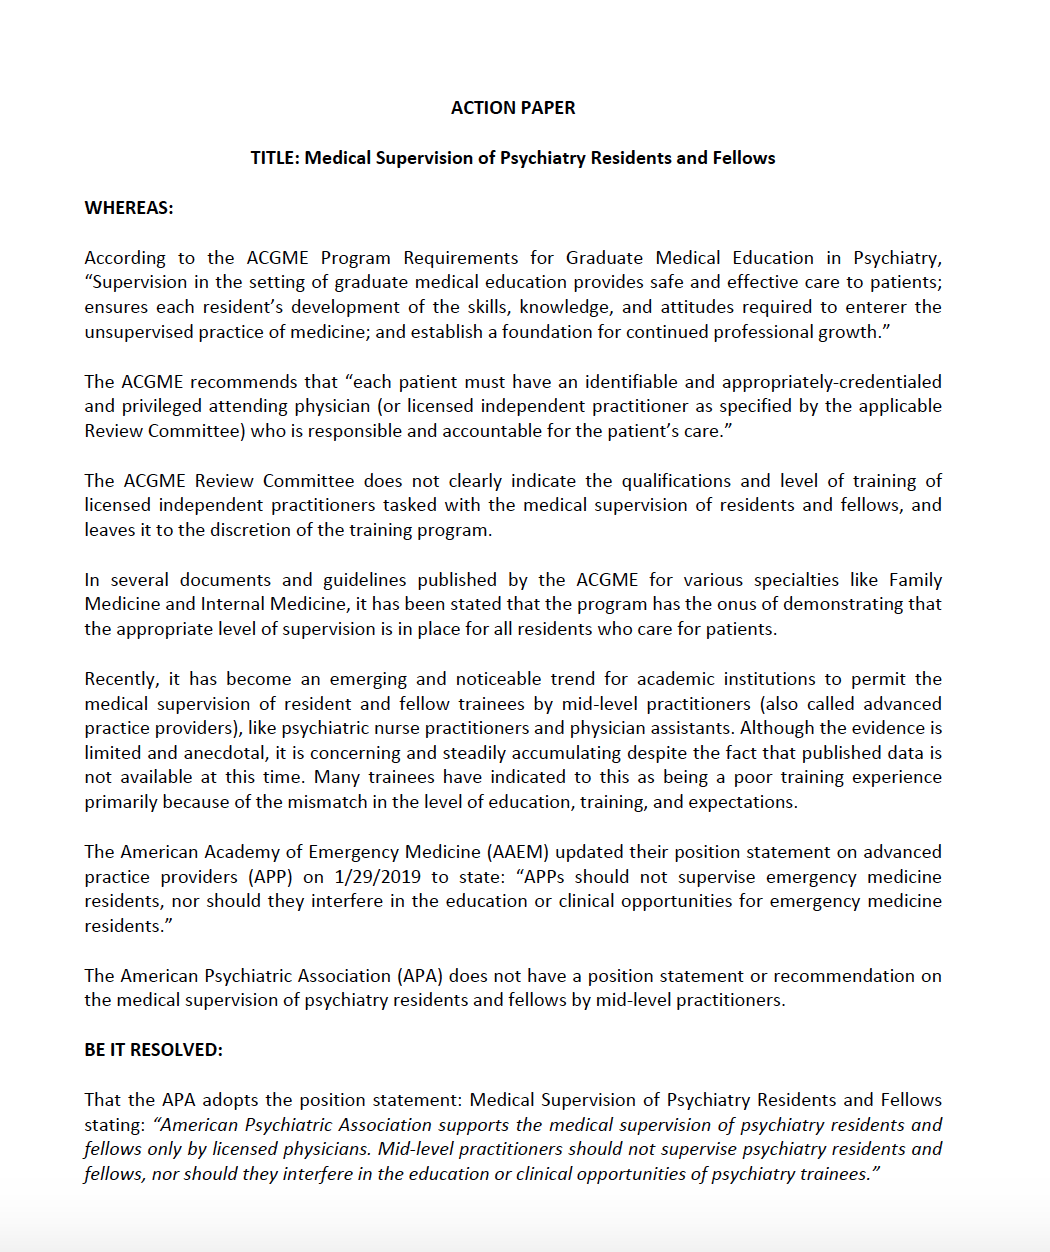 ACTION PAPER
TITLE: Medical Supervision of Psychiatry Residents and Fellows
WHEREAS:
According to the ACGME Program Requirements for Graduate Medical Education in Psychiatry,
“Supervision in the setting of graduate medical education provides safe and effective care to patients;
ensures each resident’s development of the skills, knowledge, and attitudes required to enterer the
unsupervised practice of medicine; and establish a foundation for continued professional growth.”
The ACGME recommends that “each patient must have an identifiable and appropriately-credentialed
and privileged attending physician (or licensed independent practitioner as specified by the applicable
Review Committee) who is responsible and accountable for the patient’s care.”
The ACGME Review Committee does not clearly indicate the qualifications and level of training of
licensed independent practitioners tasked with the medical supervision of residents and fellows, and
leaves it to the discretion of the training program.
In several documents and guidelines published by the ACGME for various specialties like Family
Medicine and Internal Medicine, it has been stated that the program has the onus of demonstrating that
the appropriate level of supervision is in place for all residents who care for patients.
Recently, it has become an emerging and noticeable trend for academic institutions to permit the
medical supervision of resident and fellow trainees by mid-level practitioners (also called advanced
practice providers), like psychiatric nurse practitioners and physician assistants. Although the evidence is
limited and anecdotal, it is concerning and steadily accumulating despite the fact that published data is
not available at this time. Many trainees have indicated to this as being a poor training experience
primarily because of the mismatch in the level of education, training, and expectations.
The American Academy of Emergency Medicine (AAEM) updated their position statement on advanced
practice providers (APP) on 1/29/2019 to state: “APPs should not supervise emergency medicine
residents, nor should they interfere in the education or clinical opportunities for emergency medicine
residents.”
The American Psychiatric Association (APA) does not have a position statement or recommendation on
the medical supervision of psychiatry residents and fellows by mid-level practitioners.
BE IT RESOLVED:
That the APA adopts the position statement: Medical Supervision of Psychiatry Residents and Fellows
stating: “American Psychiatric Association supports the medical supervision of psychiatry residents and
fellows only by licensed physicians. Mid-level practitioners should not supervise psychiatry residents and
fellows, nor should they interfere in the education or clinical opportunities of psychiatry trainees.”